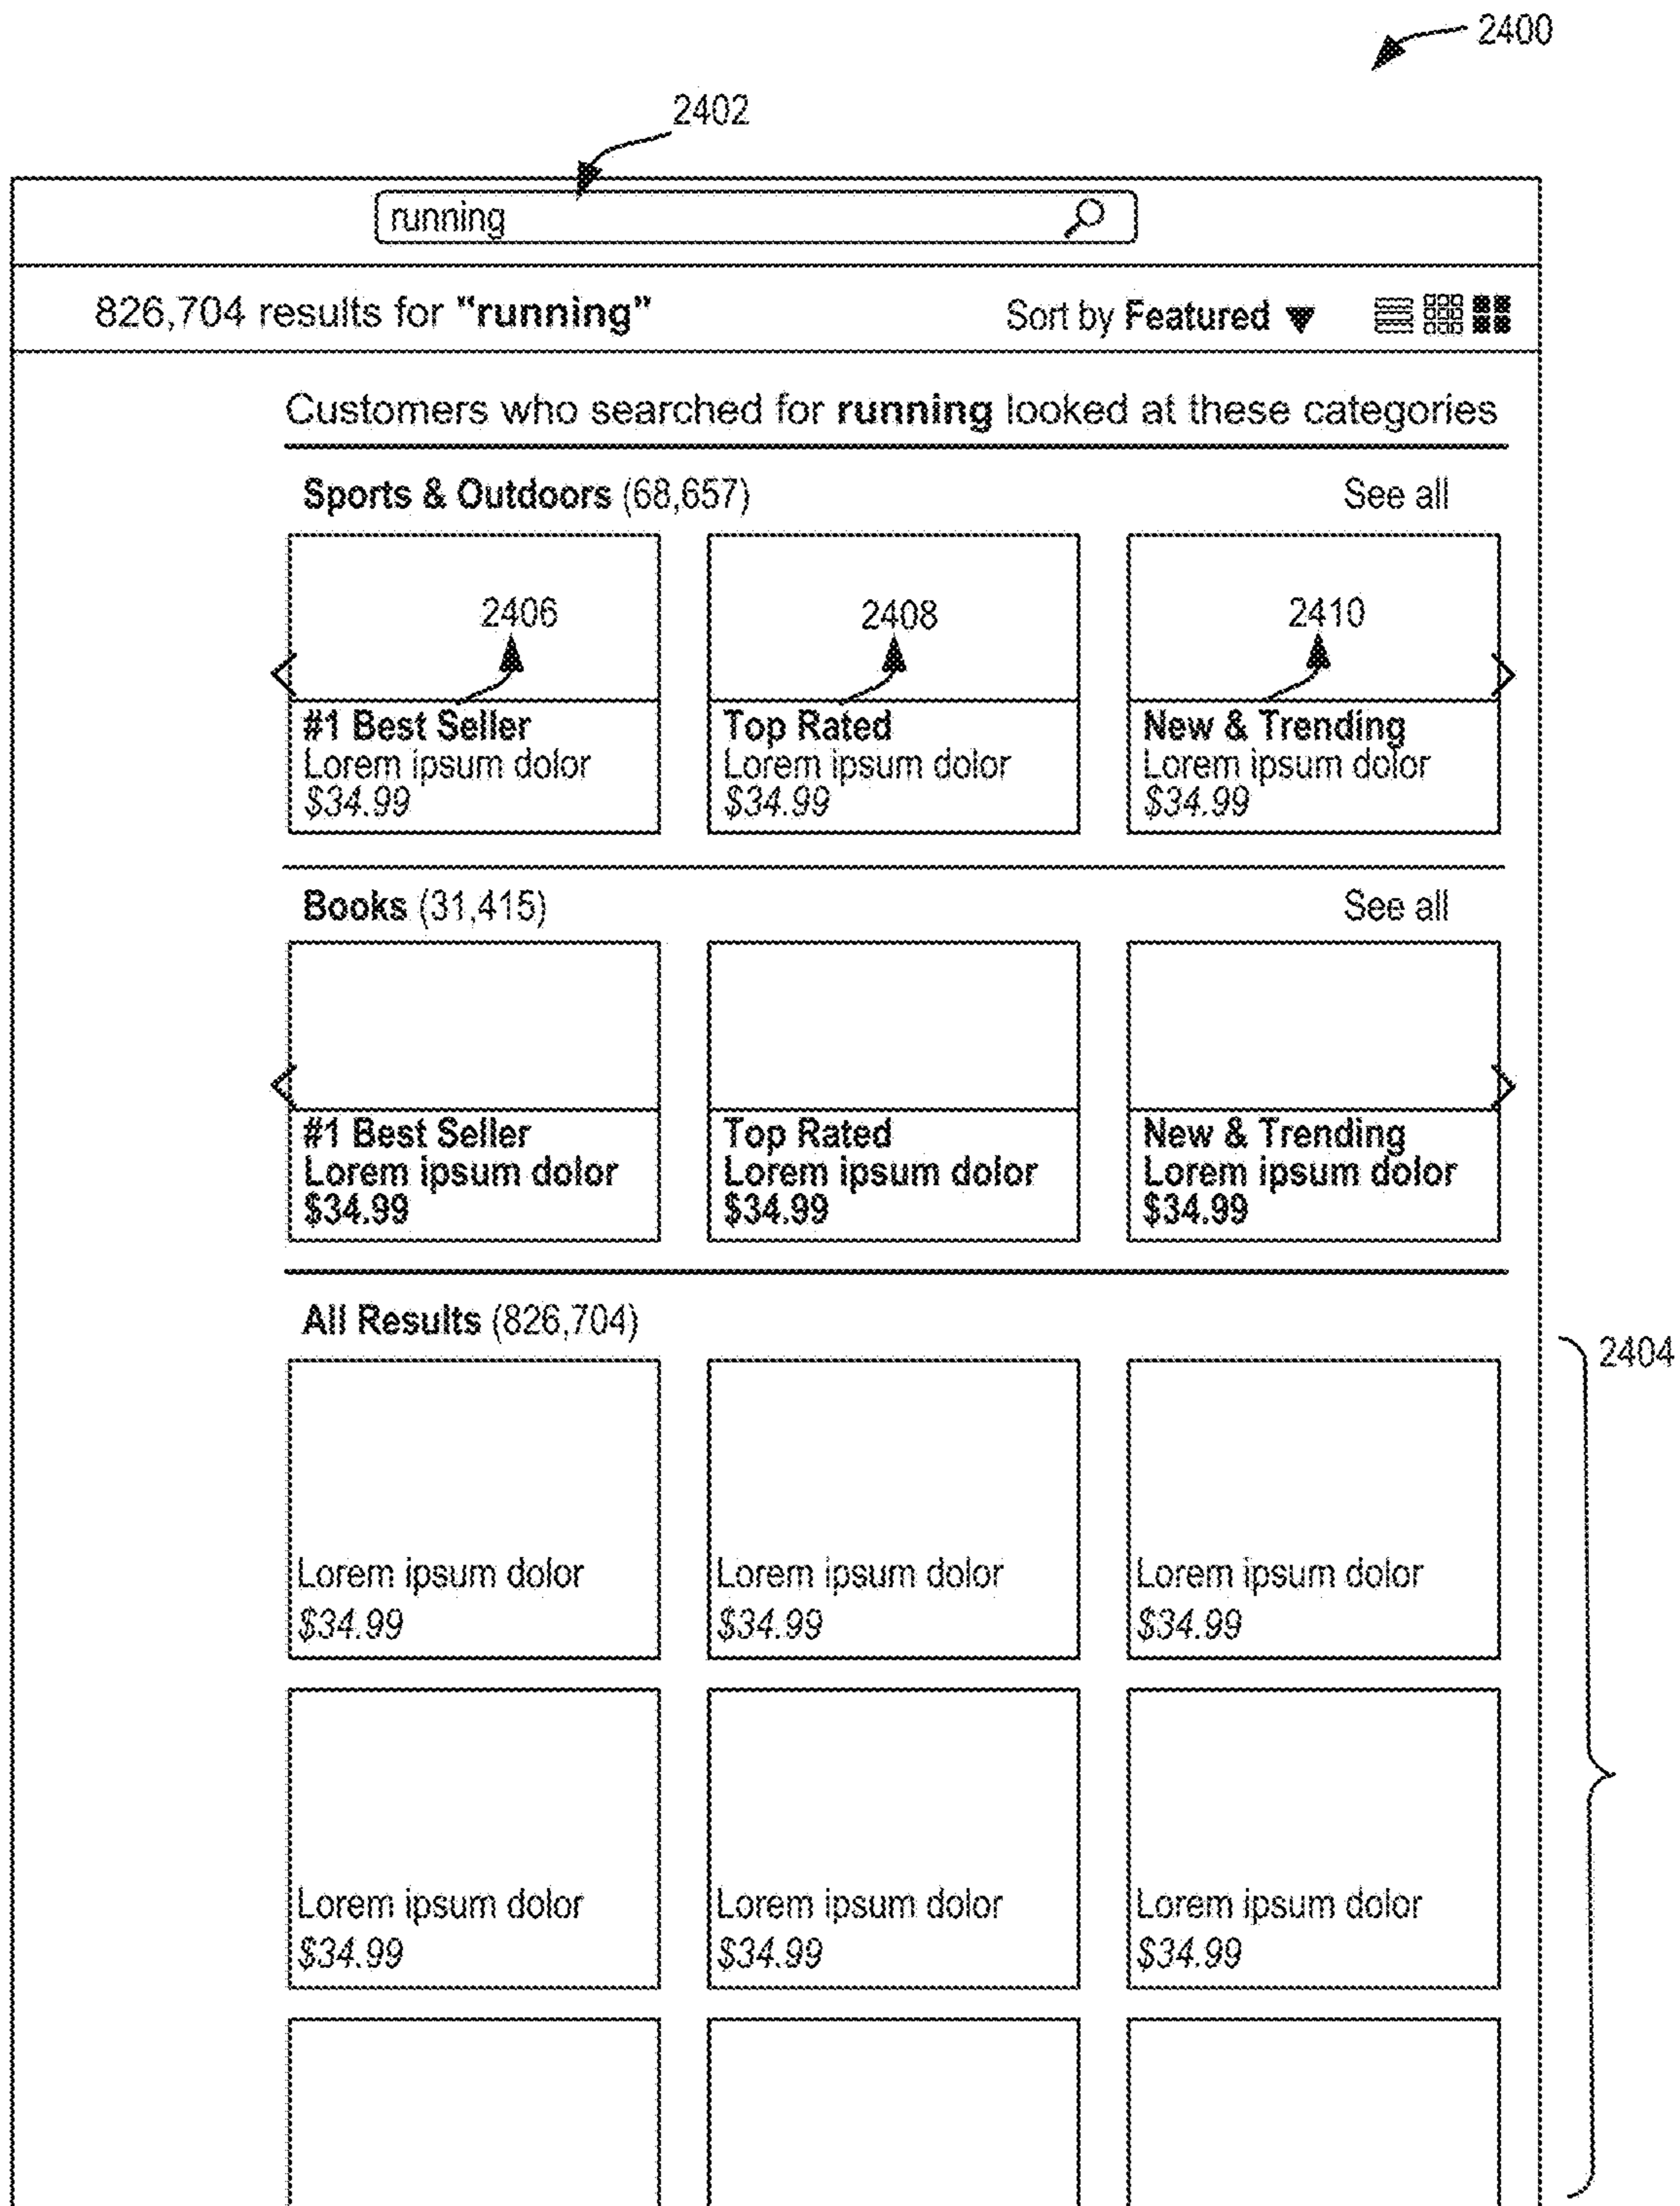 2400
2402
running
826,704 results for "running"
Sort by Featured
Customers who searched for running looked at these categories
Sports & Outdoors (68,657)
See all
2406
2408
2410
#1 Best Seller
Lorem ipsum dolor
$34.99
Top Rated
Lorem ipsum dolor
$34.99
New & Trending
Lorem ipsum dolor
$34.99
Books (31,415)
See all
#1 Best Seller
Lorem ipsum dolor
$34.99
Top Rated
Lorem ipsum dolor
$34.99
New & Trending
Lorem ipsum dolor
$34.99
All Results (826,704)
2404
Lorem ipsum dolor
$34.99
Lorem ipsum dolor
$34.99
Lorem ipsum dolor
$34.99
Lorem ipsum dolor
$34.99
Lorem ipsum dolor
$34.99
Lorem ipsum dolor
$34.99